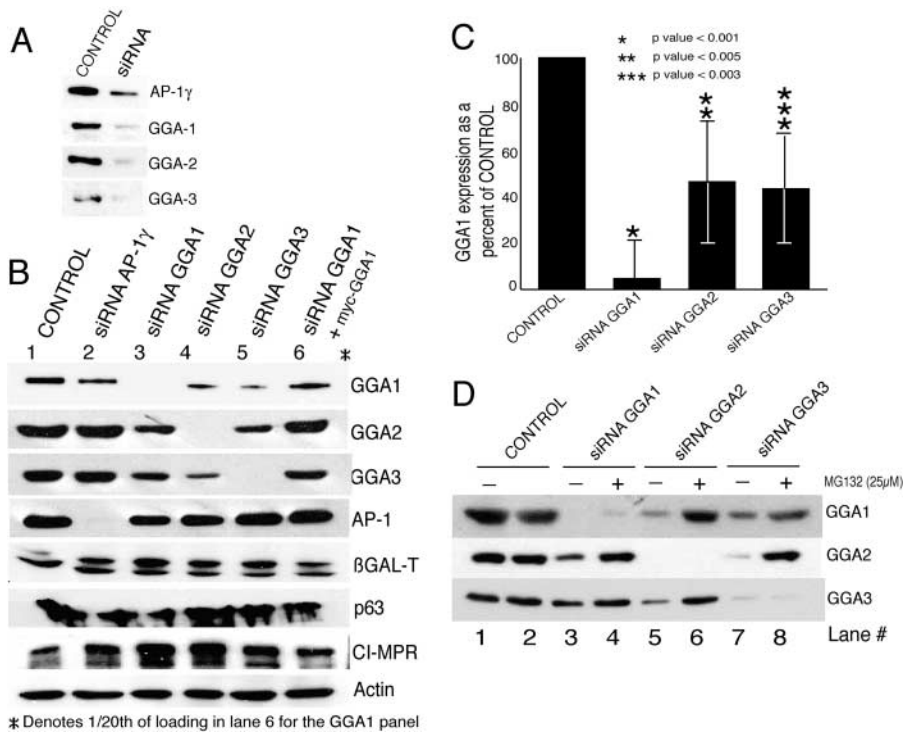 A
CONTROL
siRNA
AP-1γ
GGA-1
GGA-2
GGA-3
B
CONTROL
siRNA AP-1γ
siRNA GGA1
siRNA GGA2
siRNA GGA3
siRNA GGA1
+ myc-GGA1
1 2 3 4 5 6 *
GGA1
GGA2
GGA3
AP-1
ßGAL-T
p63
CI-MPR
Actin
* Denotes 1/20th of loading in lane 6 for the GGA1 panel
C
* p value < 0.001
** p value < 0.005
*** p value < 0.003
GGA1 expression as a
percent of CONTROL
100
80
60
40
20
0
*
**
***
CONTROL
siRNA GGA1
siRNA GGA2
siRNA GGA3
D
CONTROL
siRNA GGA1
siRNA GGA2
siRNA GGA3
− + − + − + MG132 (25µM)
GGA1
GGA2
GGA3
1 2 3 4 5 6 7 8 Lane #